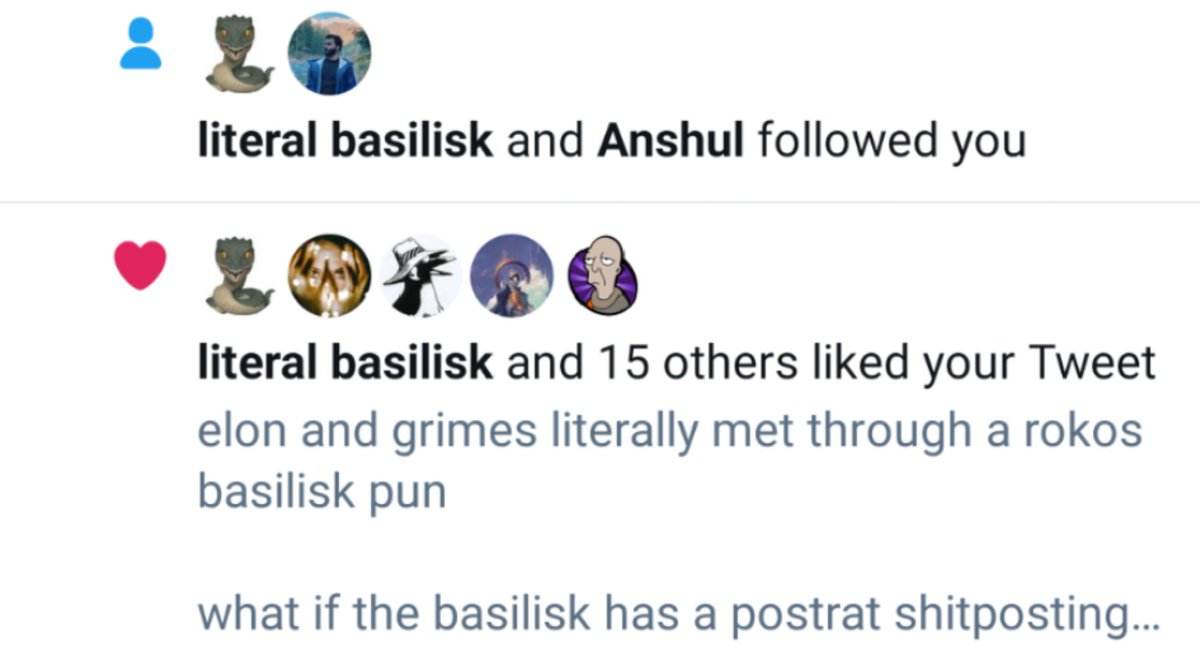 literal basilisk and Anshul followed you
literal basilisk and 15 others liked your Tweet
elon and grimes literally met through a rokos
basilisk pun
what if the basilisk has a postrat shitposting...